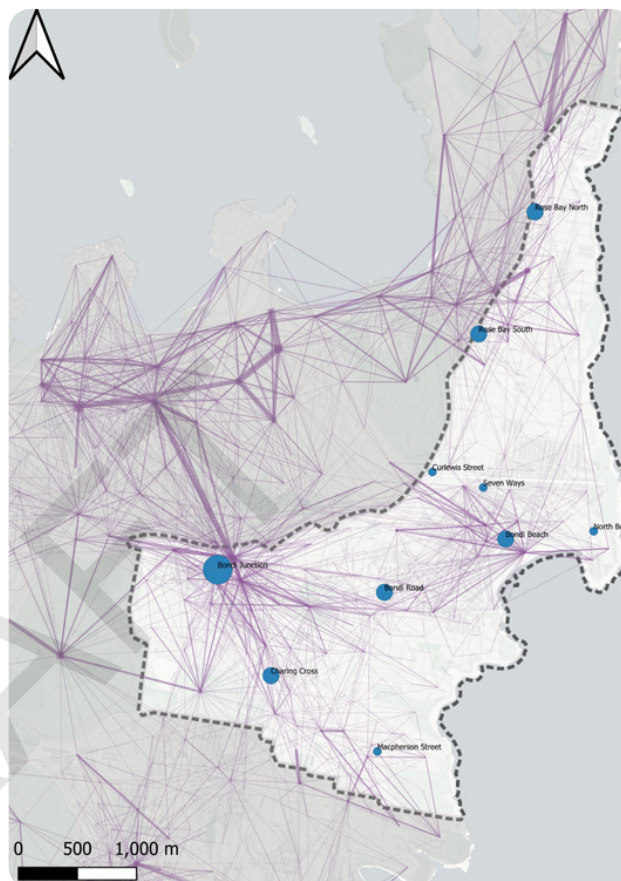 Rose Bay North
Rose Bay South
Curlewis Street
Seven Ways
North Be
Bondi Beach
Bondi Junction
Bondi Road
Charing Cross
Macpherson Street
0 500 1,000 m